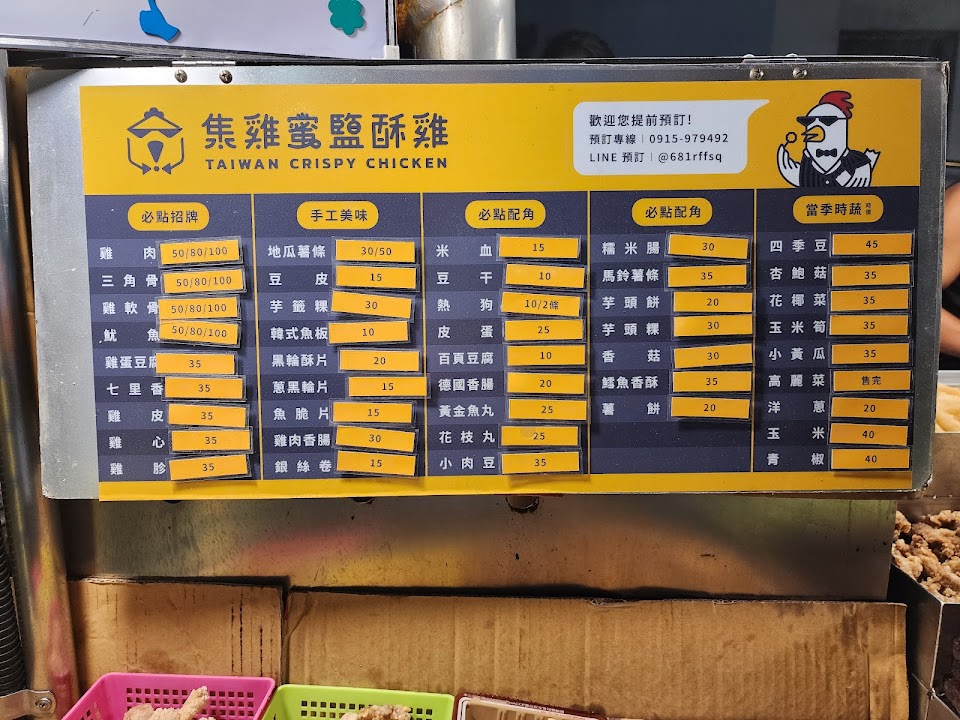 集雞蜜鹽酥雞
TAIWAN CRISPY CHICKEN
歡迎您提前預訂!
預訂專線｜0915-979492
LINE 預訂｜@681rffsq
必點招牌
雞肉 50/80/100
三角骨 50/80/100
雞軟骨 50/80/100
魷魚 50/80/100
雞蛋豆腐 35
七里香 35
雞皮 35
雞心 35
雞胗 35
手工美味
地瓜薯條 30/50
豆皮 15
芋籤粿 30
韓式魚板 10
黑輪酥片 20
蔥黑輪片 15
魚脆片 15
雞肉香腸 30
銀絲卷 15
必點配角
米血 15
豆干 10
熱狗 10/2條
皮蛋 25
百頁豆腐 10
德國香腸 20
黃金魚丸 25
花枝丸 25
小肉豆 35
必點配角
糯米腸 30
馬鈴薯條 35
芋頭餅 20
芋頭粿 30
香菇 30
鱈魚香酥 35
薯餅 20
當季時蔬 時價
四季豆 45
杏鮑菇 35
花椰菜 35
玉米筍 35
小黃瓜 35
高麗菜 售完
洋蔥 20
玉米 40
青椒 40